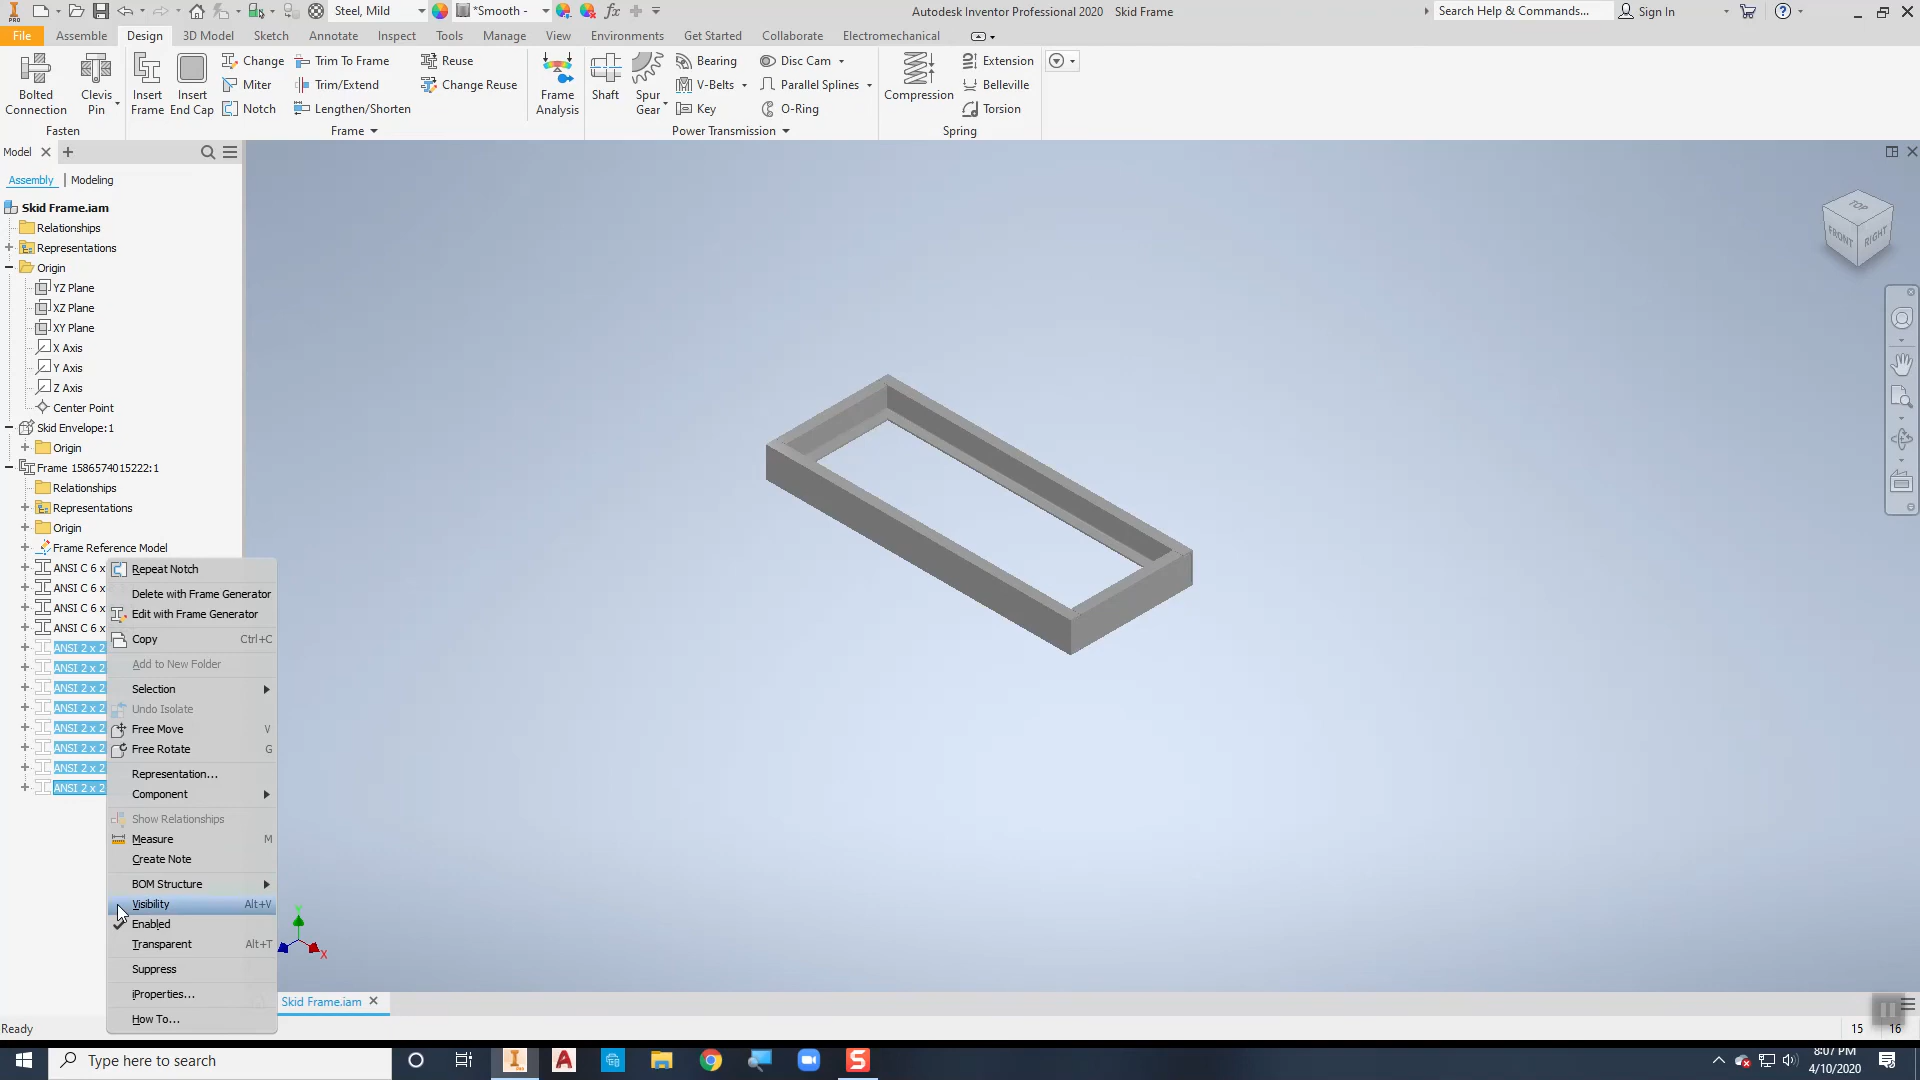 PRO
Steel, Mild
*Smooth -
fx
Autodesk Inventor Professional 2020 Skid Frame
Search Help & Commands...
Sign In
File
Assemble
Design
3D Model
Sketch
Annotate
Inspect
Tools
Manage
View
Environments
Get Started
Collaborate
Electromechanical
Bolted Connection
Clevis Pin
Insert Frame
Insert End Cap
Change
Miter
Notch
Trim To Frame
Trim/Extend
Lengthen/Shorten
Reuse
Change Reuse
Frame Analysis
Shaft
Spur Gear
Bearing
V-Belts
Key
Disc Cam
Parallel Splines
O-Ring
Compression
Extension
Belleville
Torsion
Fasten
Frame
Power Transmission
Spring
Model
Assembly
Modeling
Skid Frame.iam
Relationships
Representations
Origin
YZ Plane
XZ Plane
XY Plane
X Axis
Y Axis
Z Axis
Center Point
Skid Envelope:1
Origin
Frame 1586574015222:1
Relationships
Representations
Origin
Frame Reference Model
ANSI C 6 x
ANSI C 6 x
ANSI C 6 x
ANSI C 6 x
ANSI 2 x 2
ANSI 2 x 2
ANSI 2 x 2
ANSI 2 x 2
ANSI 2 x 2
ANSI 2 x 2
ANSI 2 x 2
ANSI 2 x 2
Repeat Notch
Delete with Frame Generator
Edit with Frame Generator
Copy Ctrl+C
Add to New Folder
Selection
Undo Isolate
Free Move V
Free Rotate G
Representation...
Component
Show Relationships
Measure M
Create Note
BOM Structure
Visibility Alt+V
Enabled
Transparent Alt+T
Suppress
iProperties...
How To...
TOP
FRONT
RIGHT
Y
X
Skid Frame.iam
Ready
15 16
Type here to search
8:07 PM
4/10/2020